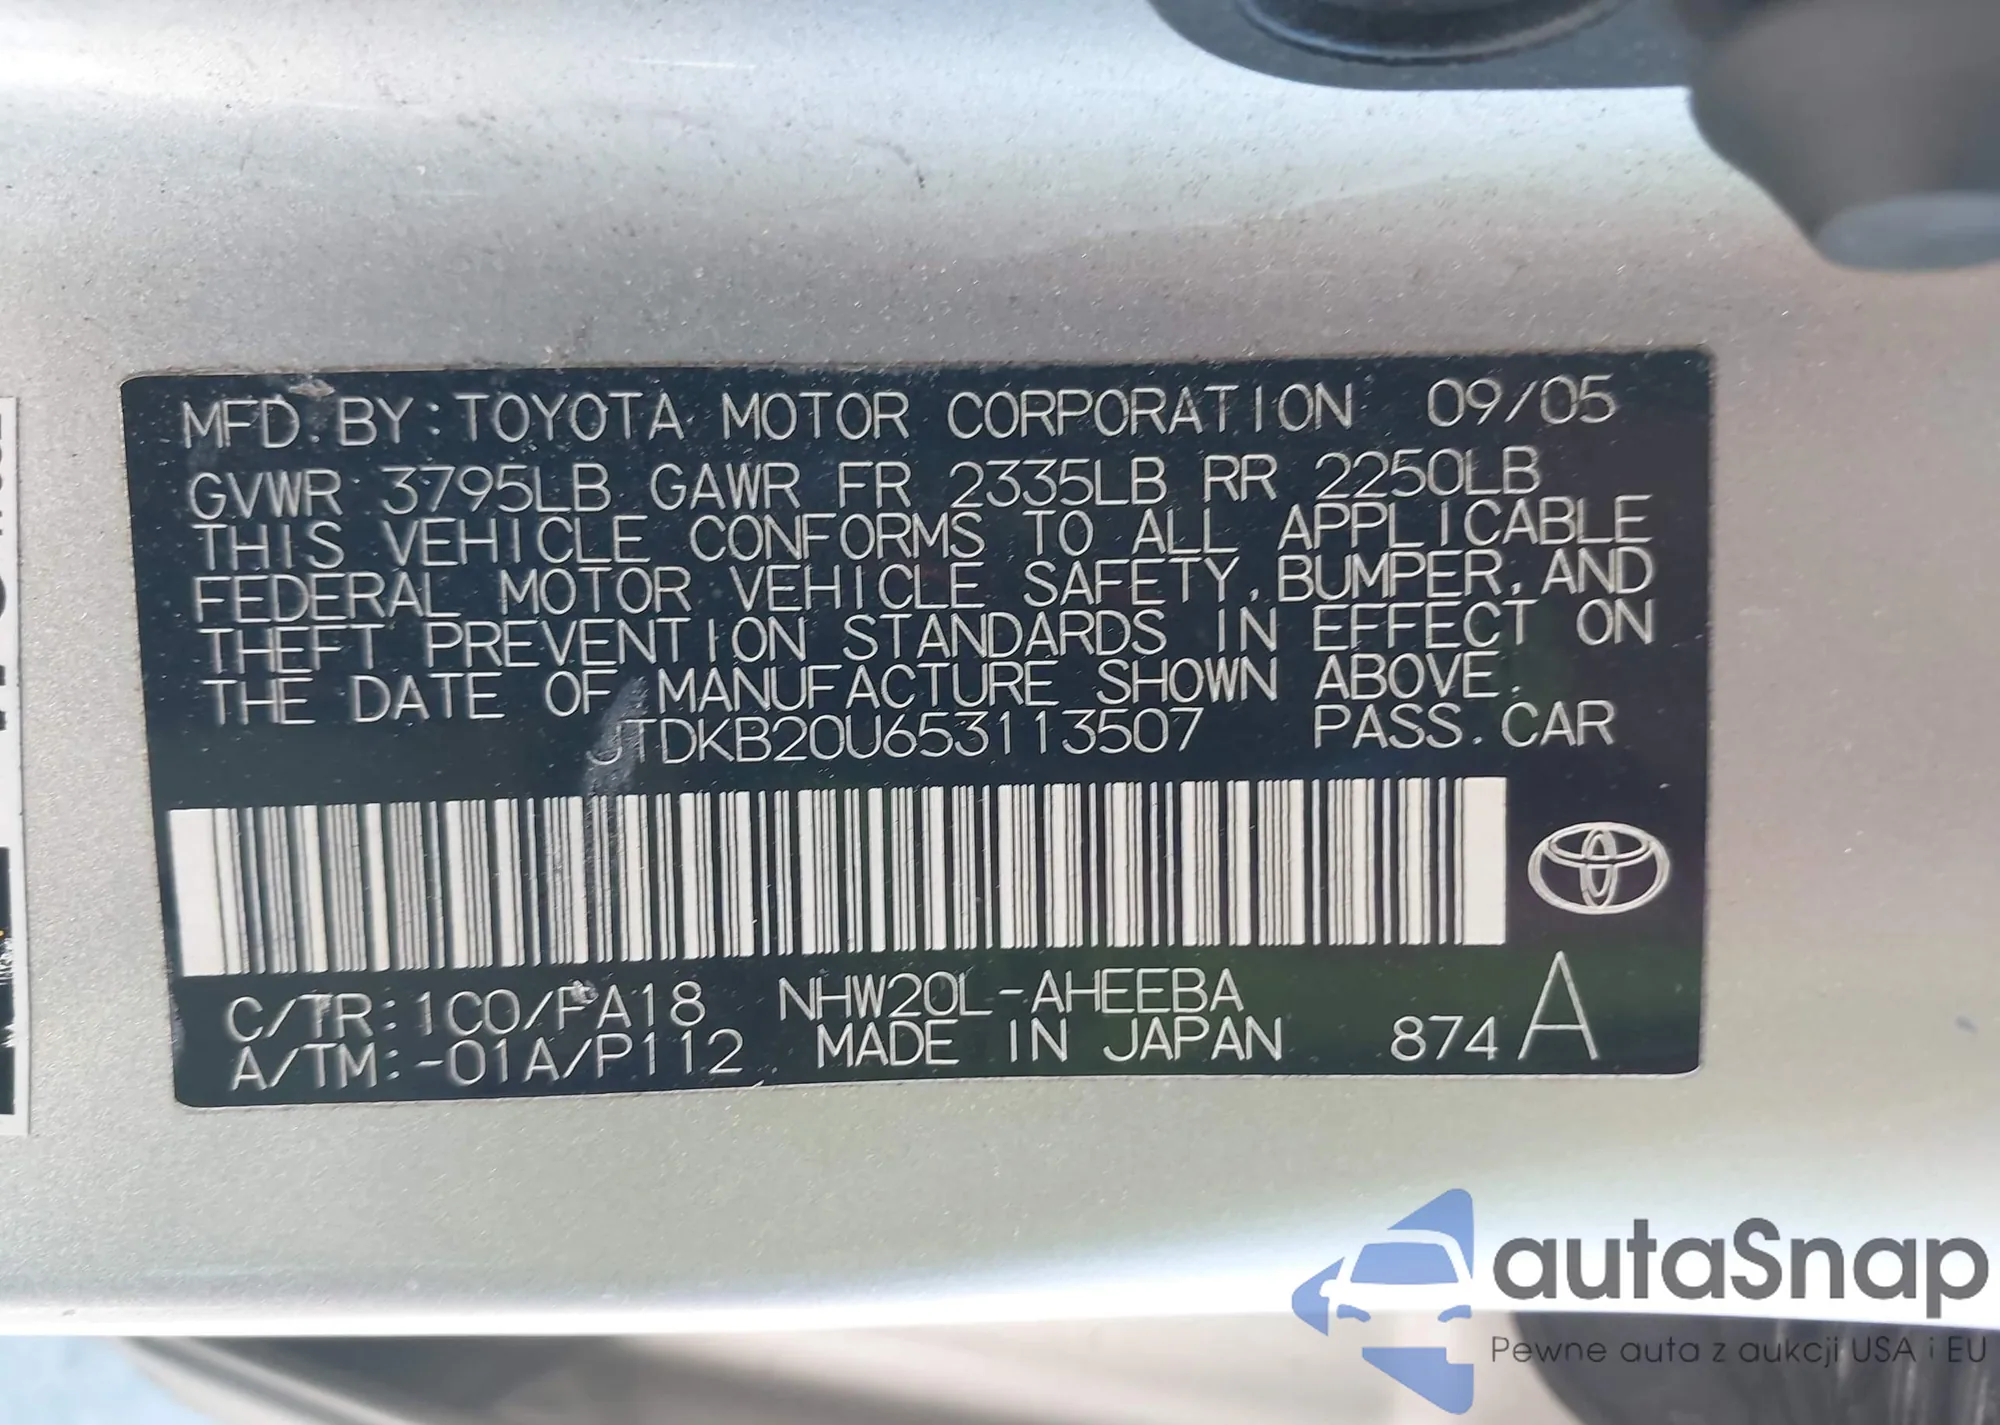 MFD. BY: TOYOTA MOTOR CORPORATION 09/05
GVWR 3795LB GAWR FR 2335LB RR 2250LB
THIS VEHICLE CONFORMS TO ALL APPLICABLE
FEDERAL MOTOR VEHICLE SAFETY, BUMPER, AND
THEFT PREVENTION STANDARDS IN EFFECT ON
THE DATE OF MANUFACTURE SHOWN ABOVE.
JTDKB20U653113507 PASS. CAR
C/TR: 1C0/FA18 NHW20L-AHEEBA
A/TM: -01A/P112 MADE IN JAPAN 874 A
autaSnap
Pewne auta z aukcji USA i EU